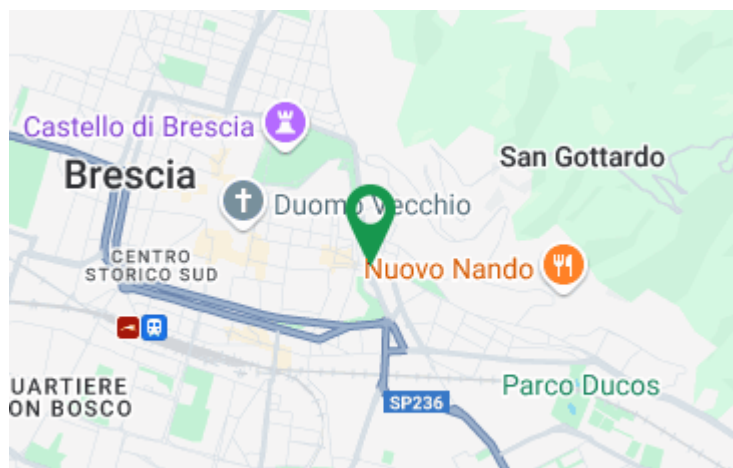 Castello di Brescia
San Gottardo
Brescia
Duomo Vecchio
CENTRO
STORICO SUD
Nuovo Nando
UARTIERE
ON BOSCO
Parco Ducos
SP236